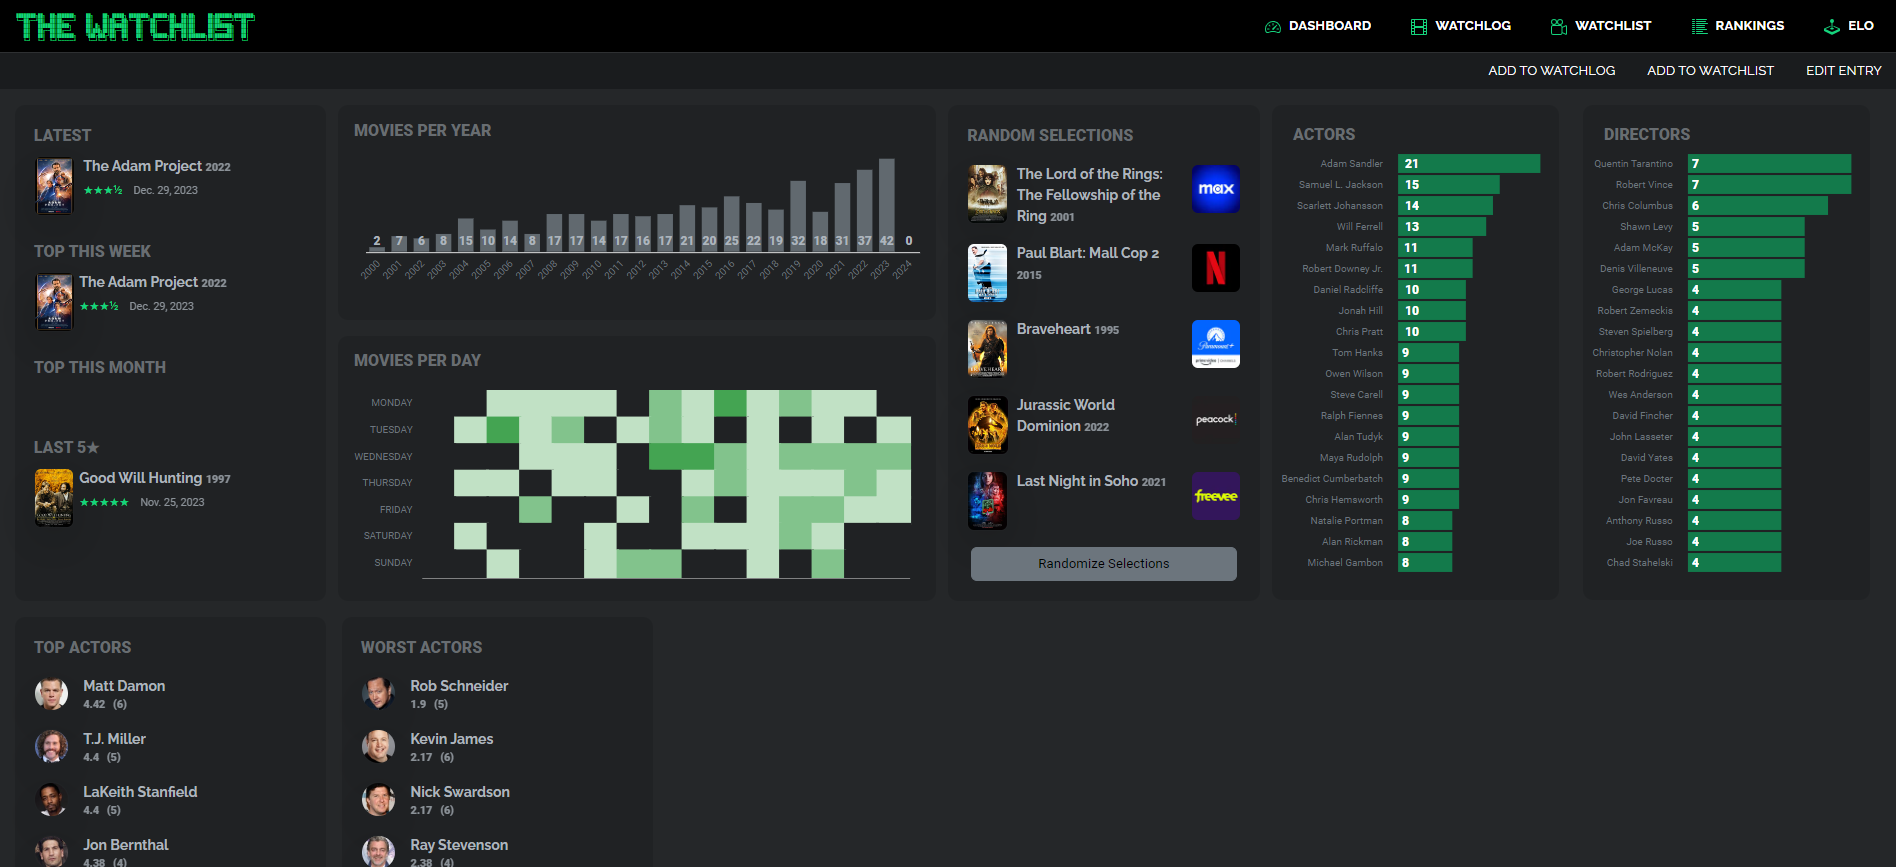 THE WATCHLIST
DASHBOARD
WATCHLOG
WATCHLIST
RANKINGS
ELO
ADD TO WATCHLOG
ADD TO WATCHLIST
EDIT ENTRY
LATEST
The Adam Project 2022
★★★½ Dec. 29, 2023
TOP THIS WEEK
The Adam Project 2022
★★★½ Dec. 29, 2023
TOP THIS MONTH
LAST 5★
Good Will Hunting 1997
★★★★★ Nov. 25, 2023
MOVIES PER YEAR
2 7 6 8 15 10 14 8 17 17 14 17 16 17 21 20 25 22 19 32 18 31 37 42 0
2000 2001 2002 2003 2004 2005 2006 2007 2008 2009 2010 2011 2012 2013 2014 2015 2016 2017 2018 2019 2020 2021 2022 2023 2024
MOVIES PER DAY
MONDAY
TUESDAY
WEDNESDAY
THURSDAY
FRIDAY
SATURDAY
SUNDAY
RANDOM SELECTIONS
The Lord of the Rings:
The Fellowship of the
Ring 2001
max
Paul Blart: Mall Cop 2
2015
N
Braveheart 1995
Paramount+
Jurassic World
Dominion 2022
peacock
Last Night in Soho 2021
freevee
Randomize Selections
ACTORS
Adam Sandler 21
Samuel L. Jackson 15
Scarlett Johansson 14
Will Ferrell 13
Mark Ruffalo 11
Robert Downey Jr. 11
Daniel Radcliffe 10
Jonah Hill 10
Chris Pratt 10
Tom Hanks 9
Owen Wilson 9
Steve Carell 9
Ralph Fiennes 9
Alan Tudyk 9
Maya Rudolph 9
Benedict Cumberbatch 9
Chris Hemsworth 9
Natalie Portman 8
Alan Rickman 8
Michael Gambon 8
DIRECTORS
Quentin Tarantino 7
Robert Vince 7
Chris Columbus 6
Shawn Levy 5
Adam McKay 5
Denis Villeneuve 5
George Lucas 4
Robert Zemeckis 4
Steven Spielberg 4
Christopher Nolan 4
Robert Rodriguez 4
Wes Anderson 4
David Fincher 4
John Lasseter 4
David Yates 4
Pete Docter 4
Jon Favreau 4
Anthony Russo 4
Joe Russo 4
Chad Stahelski 4
TOP ACTORS
Matt Damon
4.42 (6)
T.J. Miller
4.4 (5)
LaKeith Stanfield
4.4 (5)
Jon Bernthal
4.38 (4)
WORST ACTORS
Rob Schneider
1.9 (5)
Kevin James
2.17 (6)
Nick Swardson
2.17 (6)
Ray Stevenson
2.38 (4)